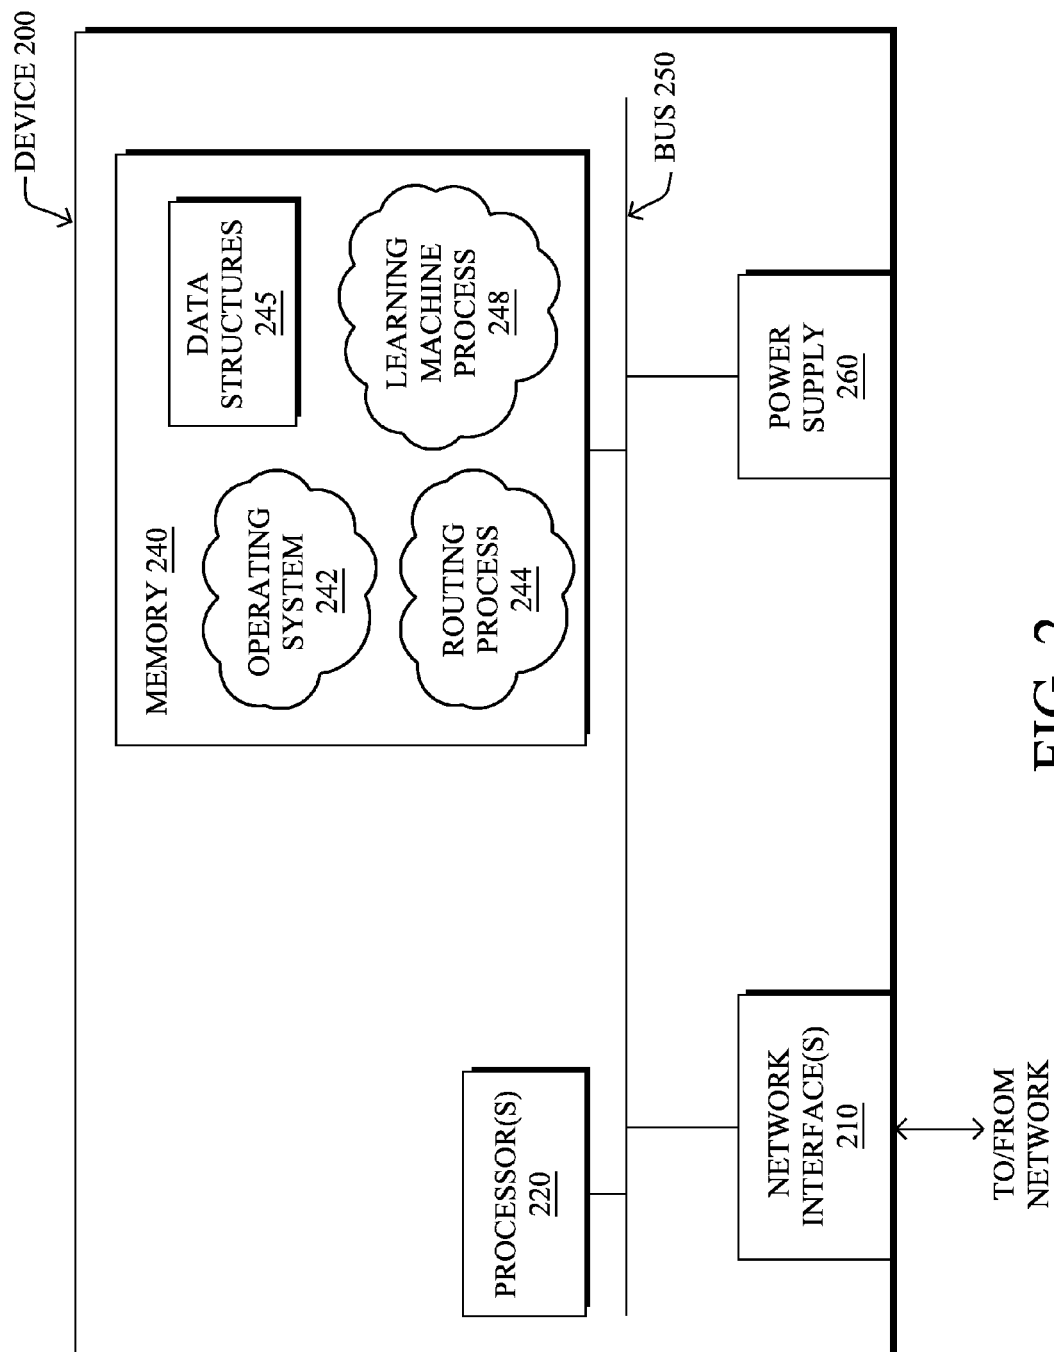 DEVICE 200
MEMORY 240
OPERATING
SYSTEM
242
DATA
STRUCTURES
245
ROUTING
PROCESS
244
LEARNING
MACHINE
PROCESS
248
PROCESSOR(S)
220
BUS 250
NETWORK
INTERFACE(S)
210
POWER
SUPPLY
260
TO/FROM
NETWORK
FIG. 2